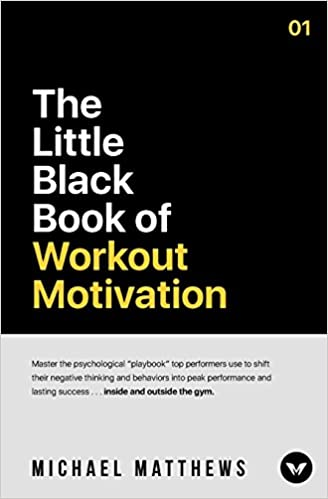 01
The
Little
Black
Book of
Workout
Motivation
Master the psychological “playbook” top performers use to shift
their negative thinking and behaviors into peak performance and
lasting success . . . inside and outside the gym.
MICHAEL MATTHEWS